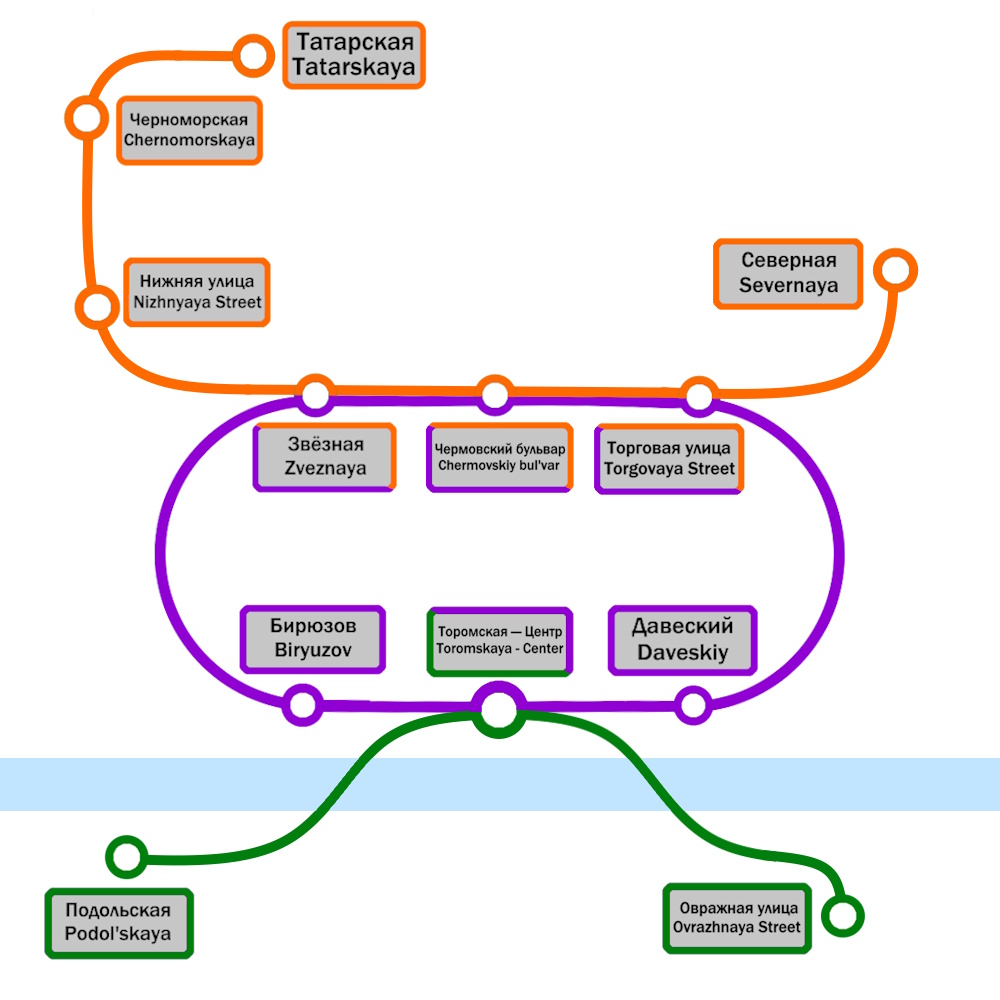 Татарская
Tatarskaya
Черноморская
Chernomorskaya
Нижняя улица
Nizhnyaya Street
Северная
Severnaya
Звёзная
Zveznaya
Чермовский бульвар
Chermovskiy bul'var
Торговая улица
Torgovaya Street
Бирюзов
Biryuzov
Торомская — Центр
Toromskaya - Center
Давеский
Daveskiy
Подольская
Podol'skaya
Овражная улица
Ovrazhnaya Street